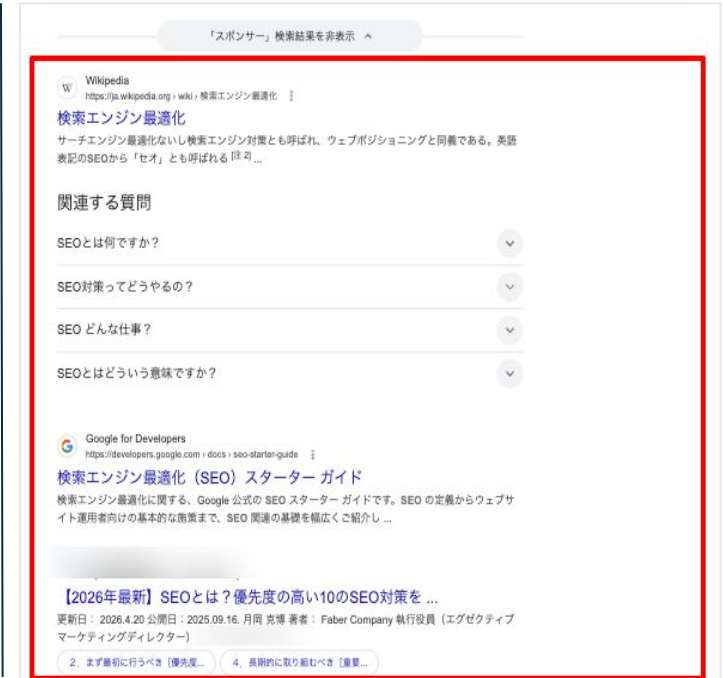 「スポンサー」検索結果を非表示
W
Wikipedia
https://ja.wikipedia.org › wiki › 検索エンジン最適化
検索エンジン最適化
サーチエンジン最適化ないし検索エンジン対策とも呼ばれ、ウェブポジショニングと同義である。英語
表記のSEOから「セオ」とも呼ばれる [注 2] ...
関連する質問
SEOとは何ですか？
SEO対策ってどうやるの？
SEO どんな仕事？
SEOとはどういう意味ですか？
G
Google for Developers
https://developers.google.com › docs › seo-starter-guide
検索エンジン最適化（SEO）スターター ガイド
検索エンジン最適化に関する、Google 公式の SEO スターター ガイドです。SEO の定義からウェブサ
イト運用者向けの基本的な施策まで、SEO 関連の基礎を幅広くご紹介し ...
【2026年最新】SEOとは？優先度の高い10のSEO対策を ...
更新日： 2026.4.20 公開日：2025.09.16. 月岡 克博 著者： Faber Company 執行役員（エグゼクティブ
マーケティングディレクター）
2．まず最初に行うべき［優先度... 4．長期的に取り組むべき［重要...